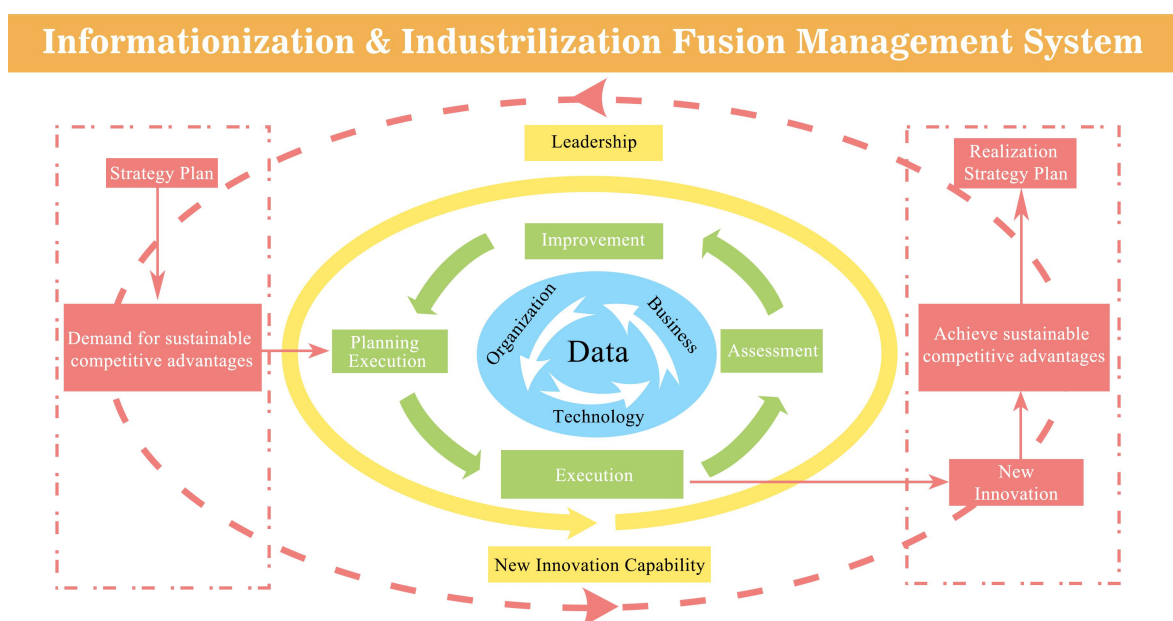 Informationization & Industrilization Fusion Management System
Leadership
Strategy Plan
Realization
Strategy Plan
Improvement
Organization
Business
Demand for sustainable
competitive advantages
Planning
Execution
Data
Assessment
Achieve sustainable
competitive advantages
Technology
Execution
New
Innovation
New Innovation Capability